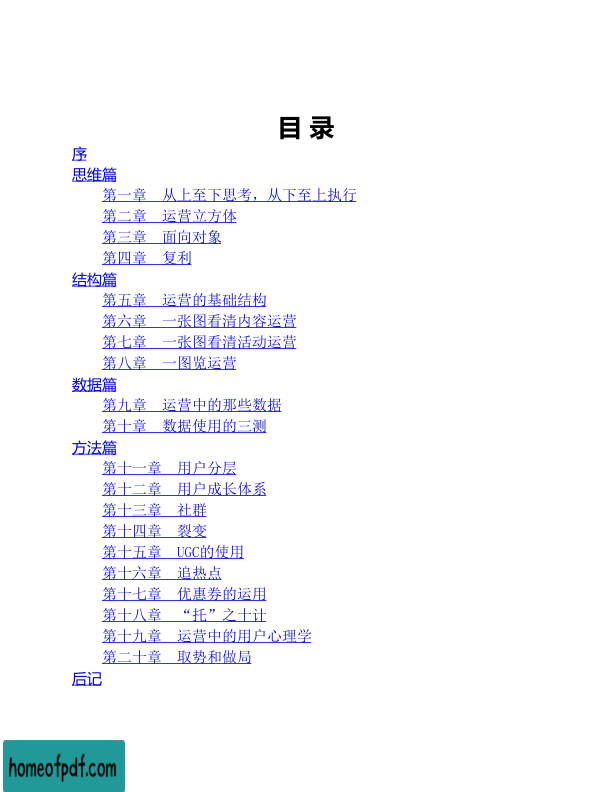 目 录
序
思维篇
第一章　从上至下思考，从下至上执行
第二章　运营立方体
第三章　面向对象
第四章　复利
结构篇
第五章　运营的基础结构
第六章　一张图看清内容运营
第七章　一张图看清活动运营
第八章　一图览运营
数据篇
第九章　运营中的那些数据
第十章　数据使用的三测
方法篇
第十一章　用户分层
第十二章　用户成长体系
第十三章　社群
第十四章　裂变
第十五章　UGC的使用
第十六章　追热点
第十七章　优惠券的运用
第十八章　“托”之十计
第十九章　运营中的用户心理学
第二十章　取势和做局
后记
homeofpdf.com